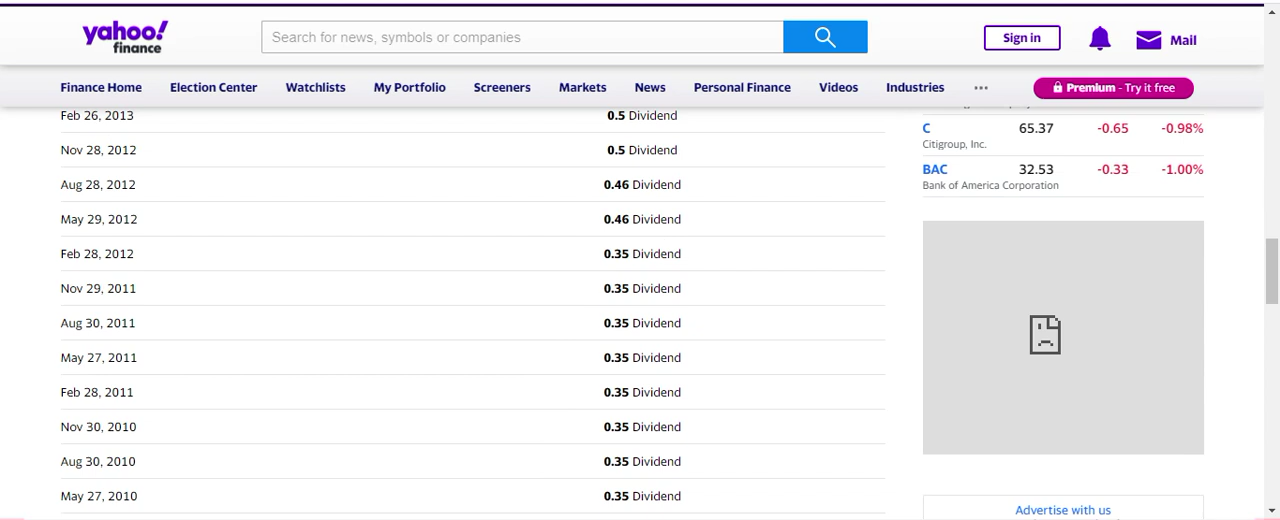 yahoo!
finance
Search for news, symbols or companies
Sign in
Mail
Finance Home Election Center Watchlists My Portfolio Screeners Markets News Personal Finance Videos Industries ... Premium - Try it free
Feb 26, 2013 0.5 Dividend
Nov 28, 2012 0.5 Dividend
Aug 28, 2012 0.46 Dividend
May 29, 2012 0.46 Dividend
Feb 28, 2012 0.35 Dividend
Nov 29, 2011 0.35 Dividend
Aug 30, 2011 0.35 Dividend
May 27, 2011 0.35 Dividend
Feb 28, 2011 0.35 Dividend
Nov 30, 2010 0.35 Dividend
Aug 30, 2010 0.35 Dividend
May 27, 2010 0.35 Dividend
C 65.37 -0.65 -0.98%
Citigroup, Inc.
BAC 32.53 -0.33 -1.00%
Bank of America Corporation
Advertise with us